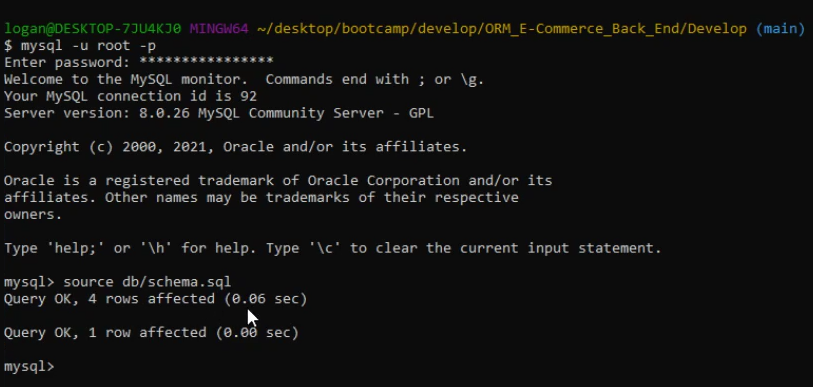 logan@DESKTOP-7JU4KJ0 MINGW64 ~/desktop/bootcamp/develop/ORM_E-Commerce_Back_End/Develop (main)
$ mysql -u root -p
Enter password: ****************
Welcome to the MySQL monitor.  Commands end with ; or \g.
Your MySQL connection id is 92
Server version: 8.0.26 MySQL Community Server - GPL
Copyright (c) 2000, 2021, Oracle and/or its affiliates.
Oracle is a registered trademark of Oracle Corporation and/or its
affiliates. Other names may be trademarks of their respective
owners.
Type 'help;' or '\h' for help. Type '\c' to clear the current input statement.
mysql> source db/schema.sql
Query OK, 4 rows affected (0.06 sec)
Query OK, 1 row affected (0.00 sec)
mysql>